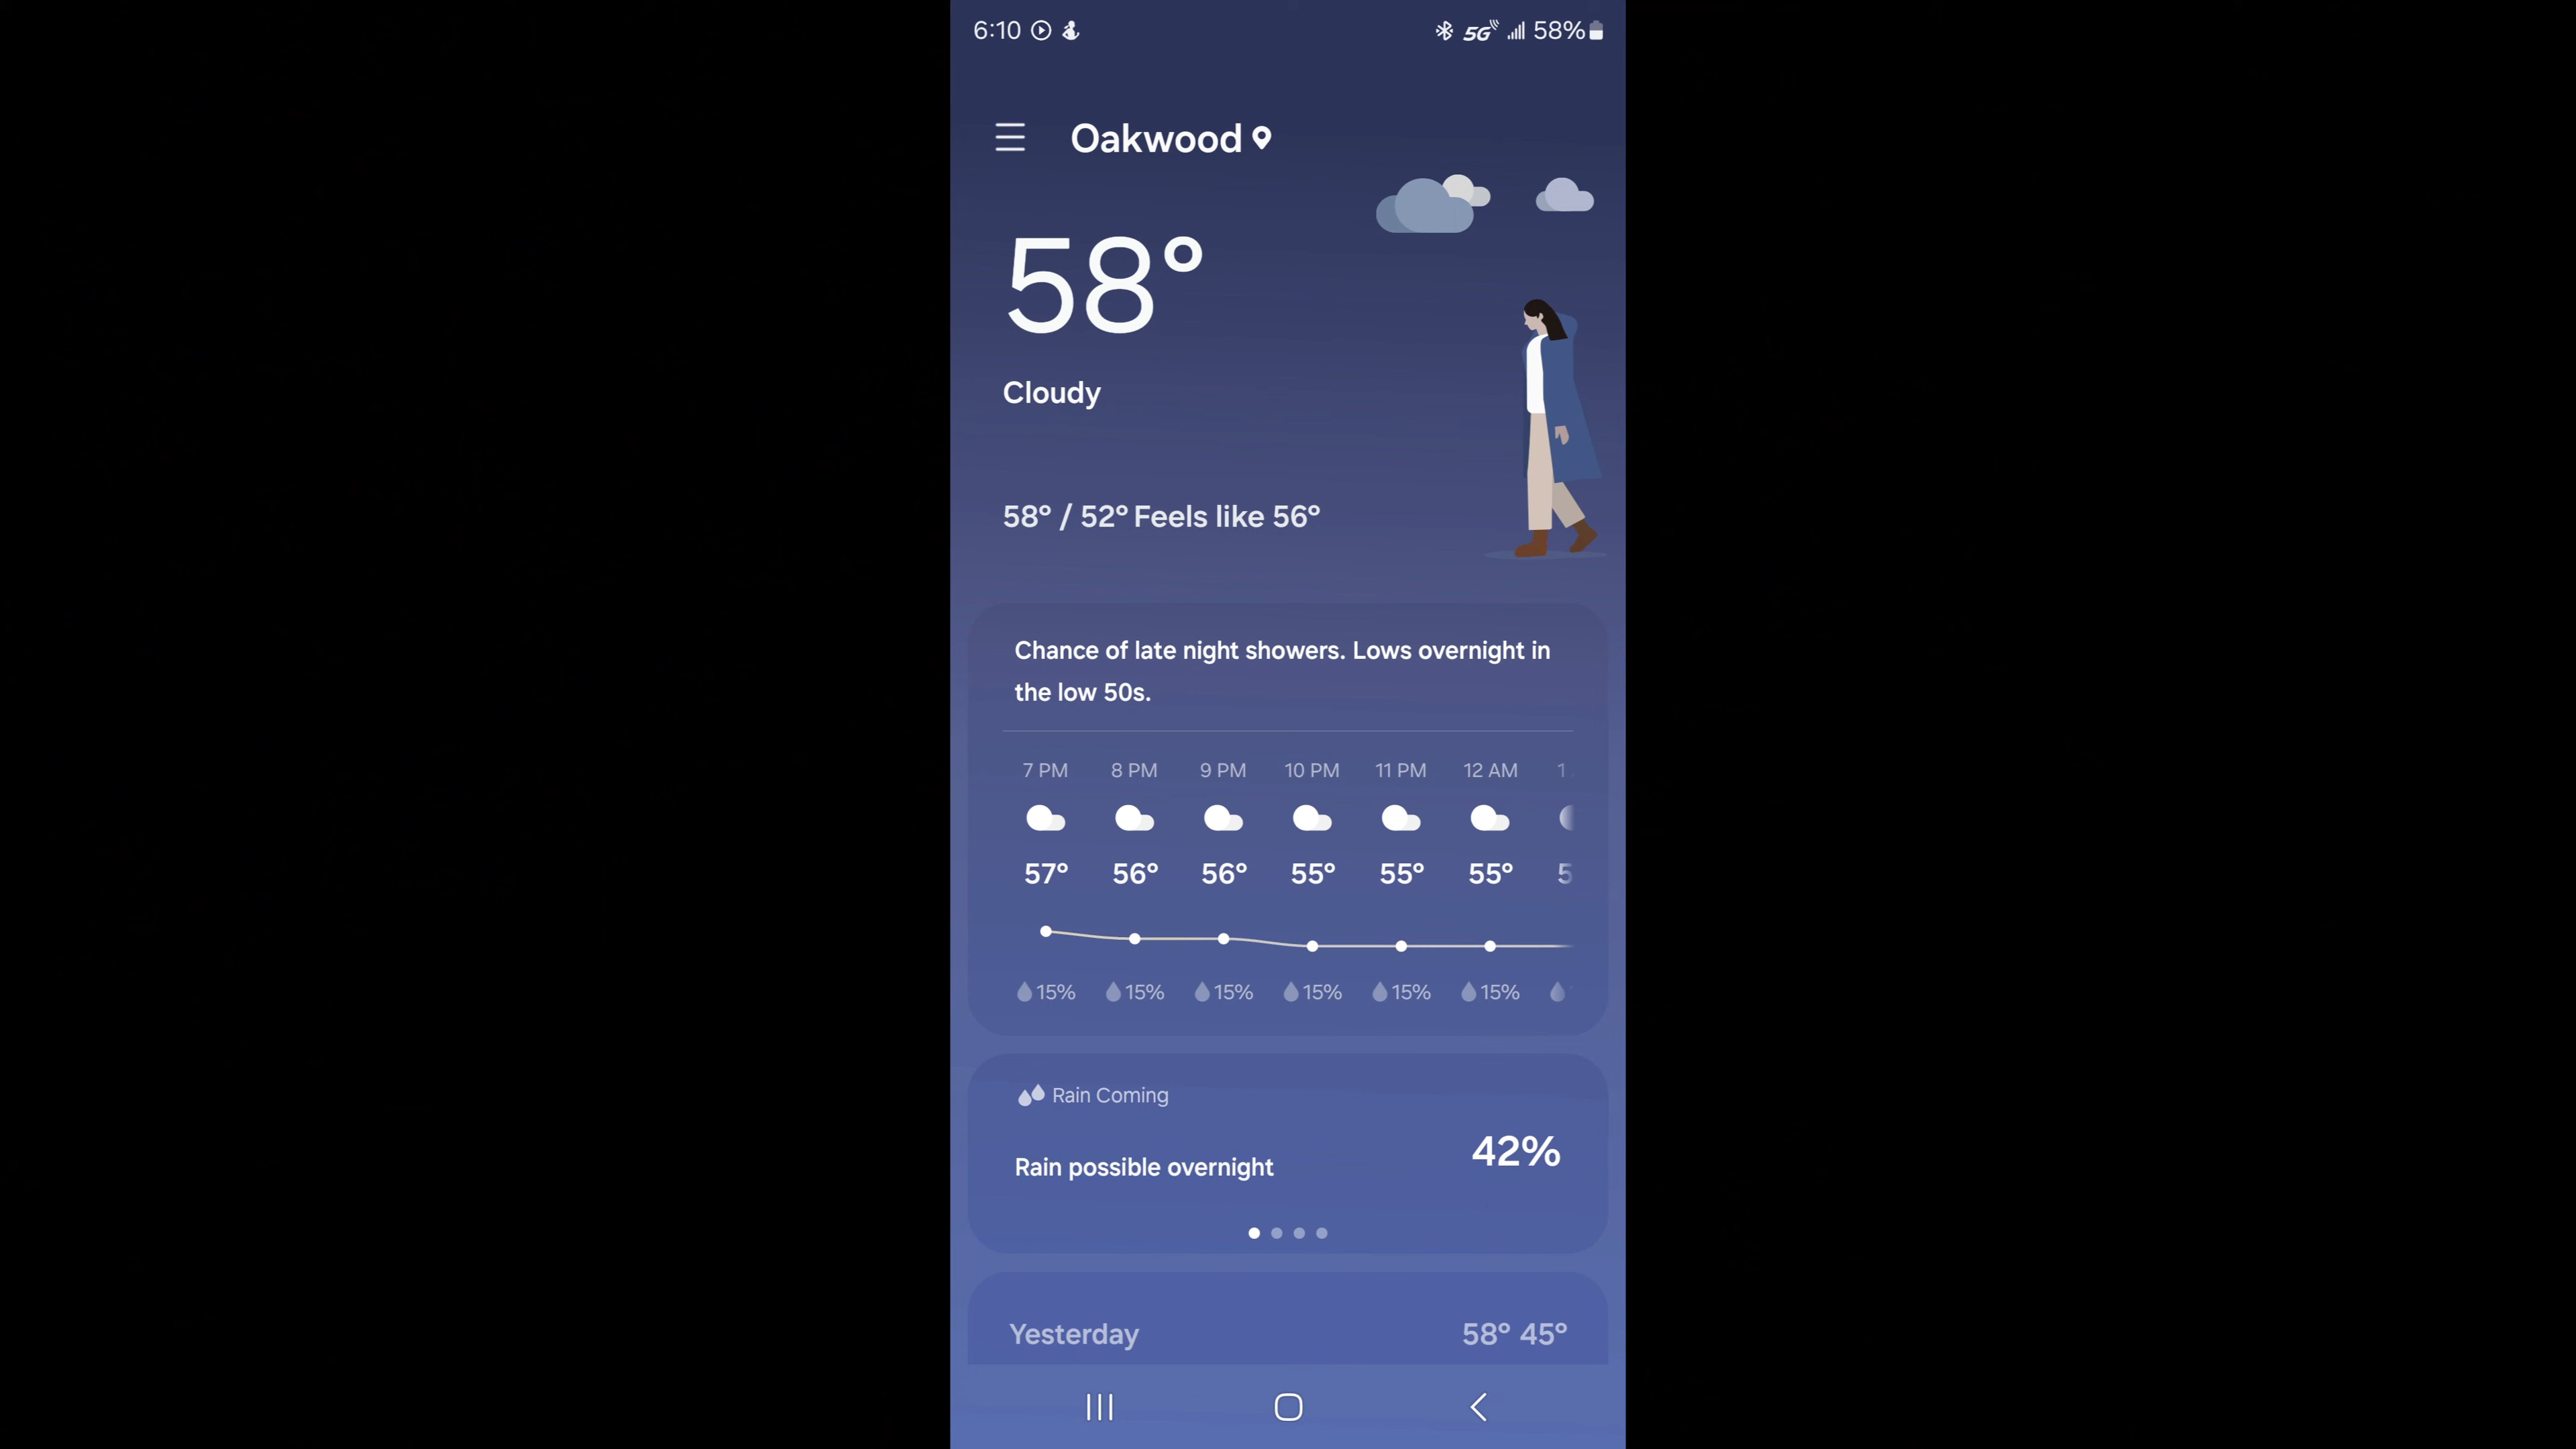 6:10
5G 58%
Oakwood
58°
Cloudy
58° / 52° Feels like 56°
Chance of late night showers. Lows overnight in
the low 50s.
7 PM 8 PM 9 PM 10 PM 11 PM 12 AM
57° 56° 56° 55° 55° 55°
15% 15% 15% 15% 15% 15%
Rain Coming
Rain possible overnight
42%
Yesterday 58° 45°